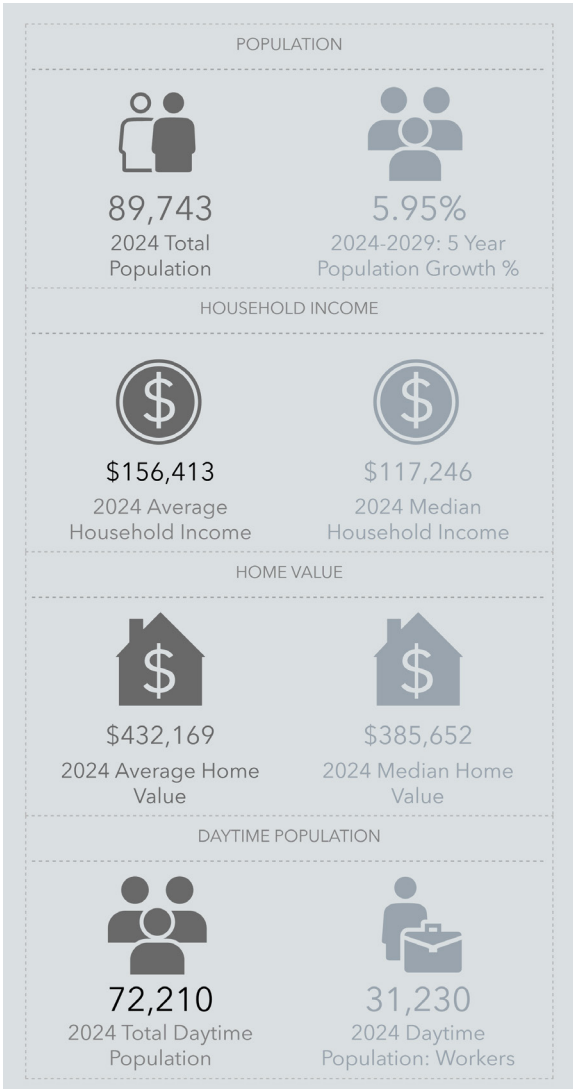 POPULATION
89,743
2024 Total
Population
5.95%
2024-2029: 5 Year
Population Growth %
HOUSEHOLD INCOME
$
$156,413
2024 Average
Household Income
$
$117,246
2024 Median
Household Income
HOME VALUE
$
$432,169
2024 Average Home
Value
$
$385,652
2024 Median Home
Value
DAYTIME POPULATION
72,210
2024 Total Daytime
Population
31,230
2024 Daytime
Population: Workers